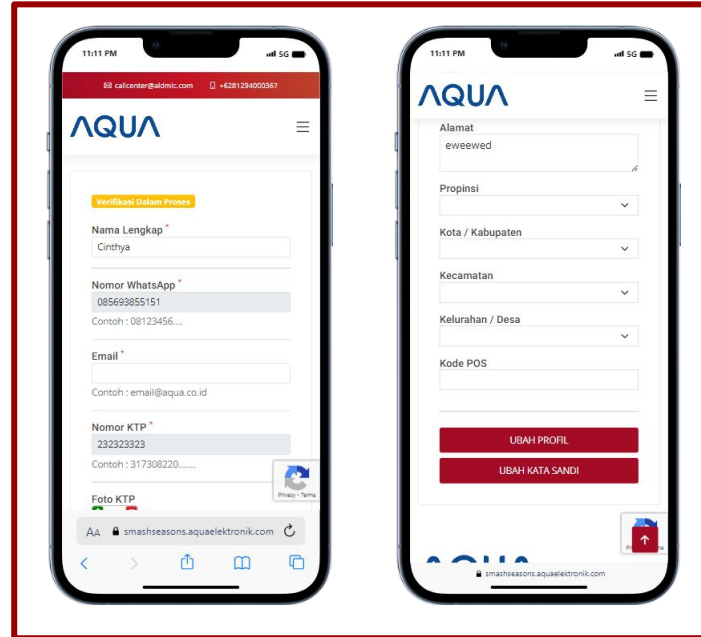 11:11 PM
5G
callcenter@aldmic.com +6281294000367
AQUA
Verifikasi Dalam Proses
Nama Lengkap *
Cinthya
Nomor WhatsApp *
085693855151
Contoh : 08123456....
Email *
Contoh : email@aqua.co.id
Nomor KTP *
232323323
Contoh : 317308220.......
Privacy - Terms
Foto KTP
AA smashseasons.aquaelektronik.com
11:11 PM
5G
AQUA
Alamat
eweewed
Propinsi
Kota / Kabupaten
Kecamatan
Kelurahan / Desa
Kode POS
UBAH PROFIL
UBAH KATA SANDI
AQUA
smashseasons.aquaelektronik.com